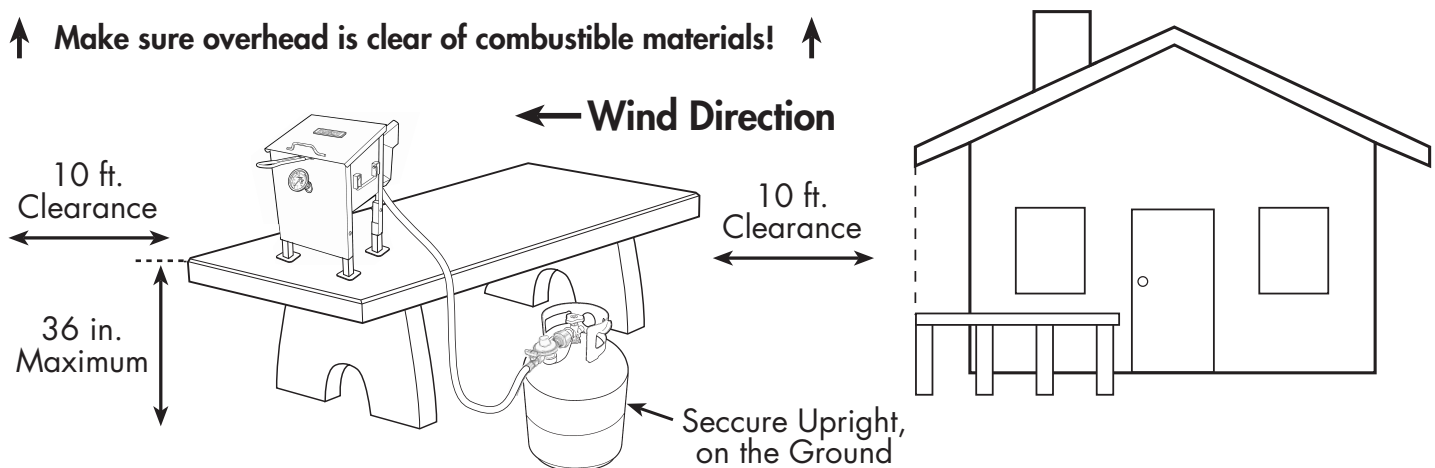 Make sure overhead is clear of combustible materials!
Wind Direction
10 ft.
Clearance
10 ft.
Clearance
36 in.
Maximum
Seccure Upright,
on the Ground